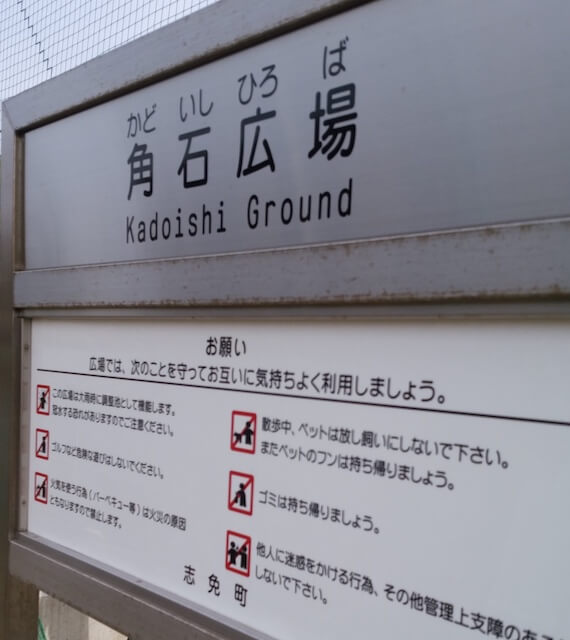 かど いし ひろ ば
角石広場
Kadoishi Ground
お願い
広場では、次のことを守ってお互いに気持ちよく利用しましょう。
この広場は大雨時に調整池として機能します。
冠水する恐れがありますのでご注意ください。
ゴルフなど危険な遊びはしないでください。
火気を使う行為(バーベキュー等)は火災の原因
ともなりますので禁止します。
散歩中、ペットは放し飼いにしないで下さい。
またペットのフンは持ち帰りましょう。
ゴミは持ち帰りましょう。
他人に迷惑をかける行為、その他管理上支障のある
しないで下さい。
志免町